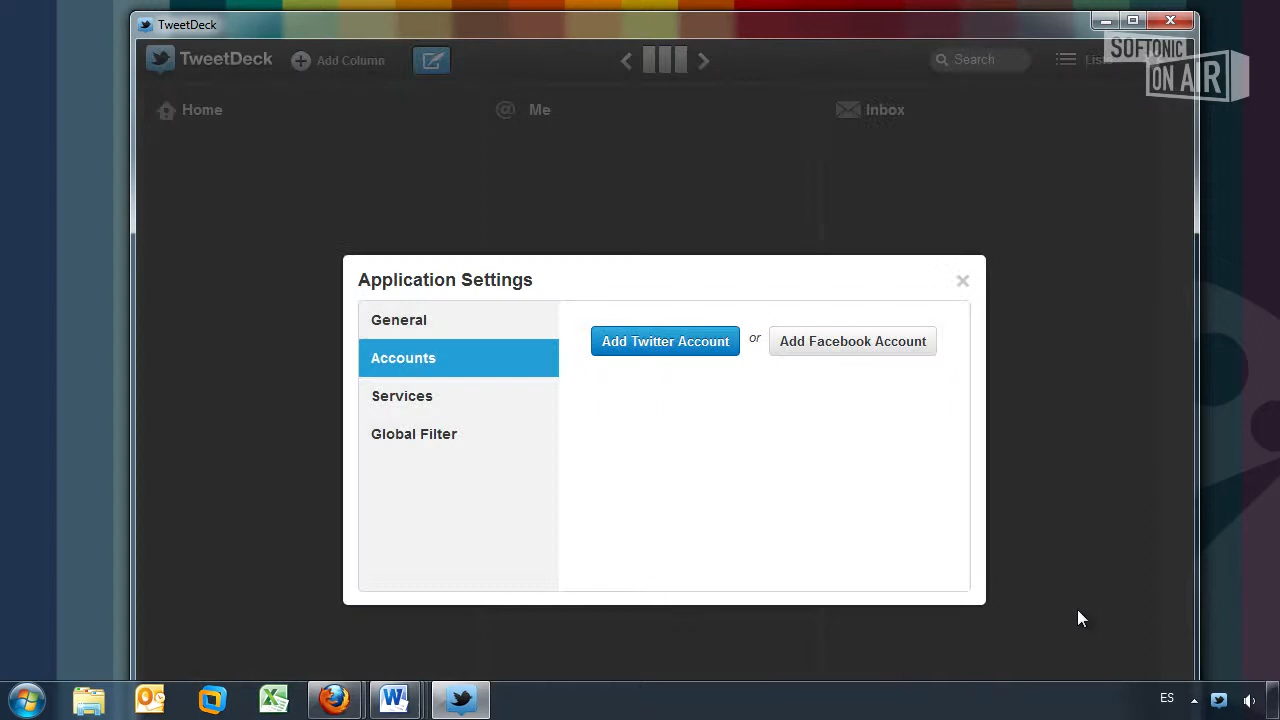 TweetDeck
TweetDeck
Add Column
Search
Lists
SOFTONIC
ON AIR
Home
@ Me
Inbox
Application Settings
General
Accounts
Services
Global Filter
Add Twitter Account or Add Facebook Account
ES